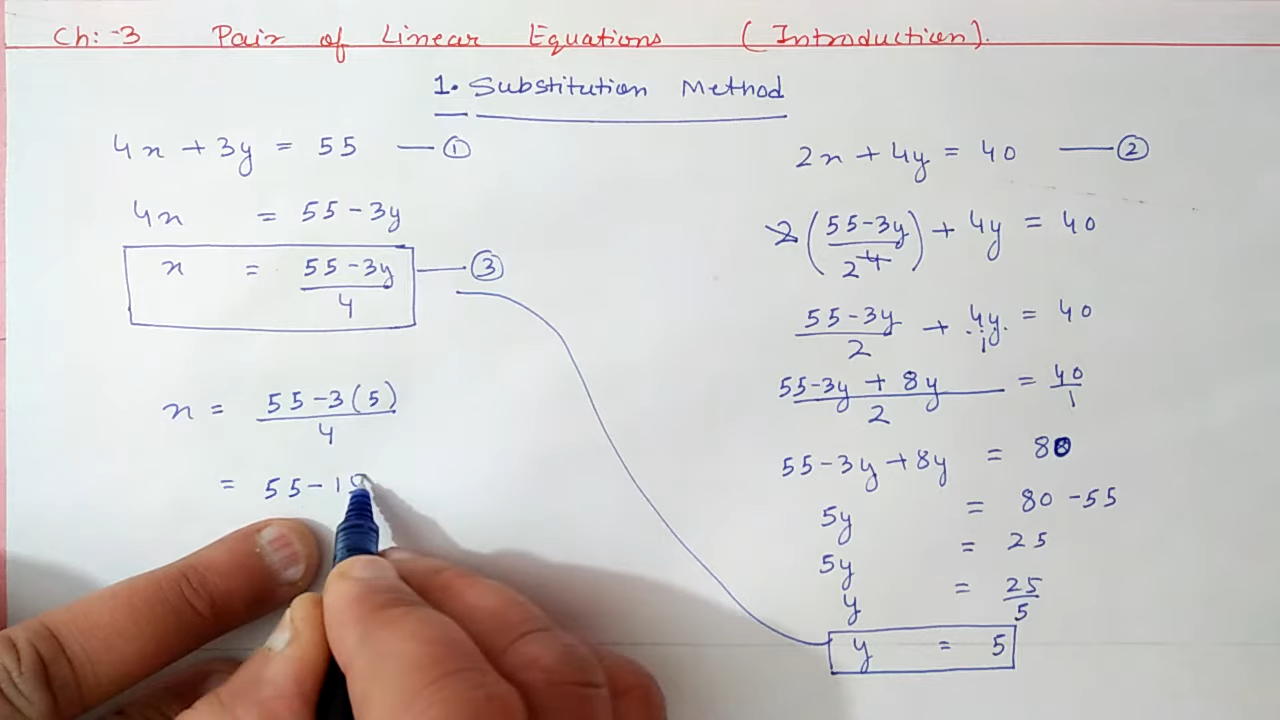 Ch:-3 Pair of Linear Equations (Introduction).
1. Substitution Method
4x + 3y = 55 — ①
4x = 55-3y
x = 55-3y / 4 — ③
x = 55-3(5) / 4
= 55-15
2x + 4y = 40 — ②
2(55-3y / 2 4) + 4y = 40
55-3y / 2 + 4y / 1 = 40
55-3y + 8y / 2 = 40 / 1
55-3y+8y = 80
5y = 80-55
5y = 25
y = 25 / 5
y = 5